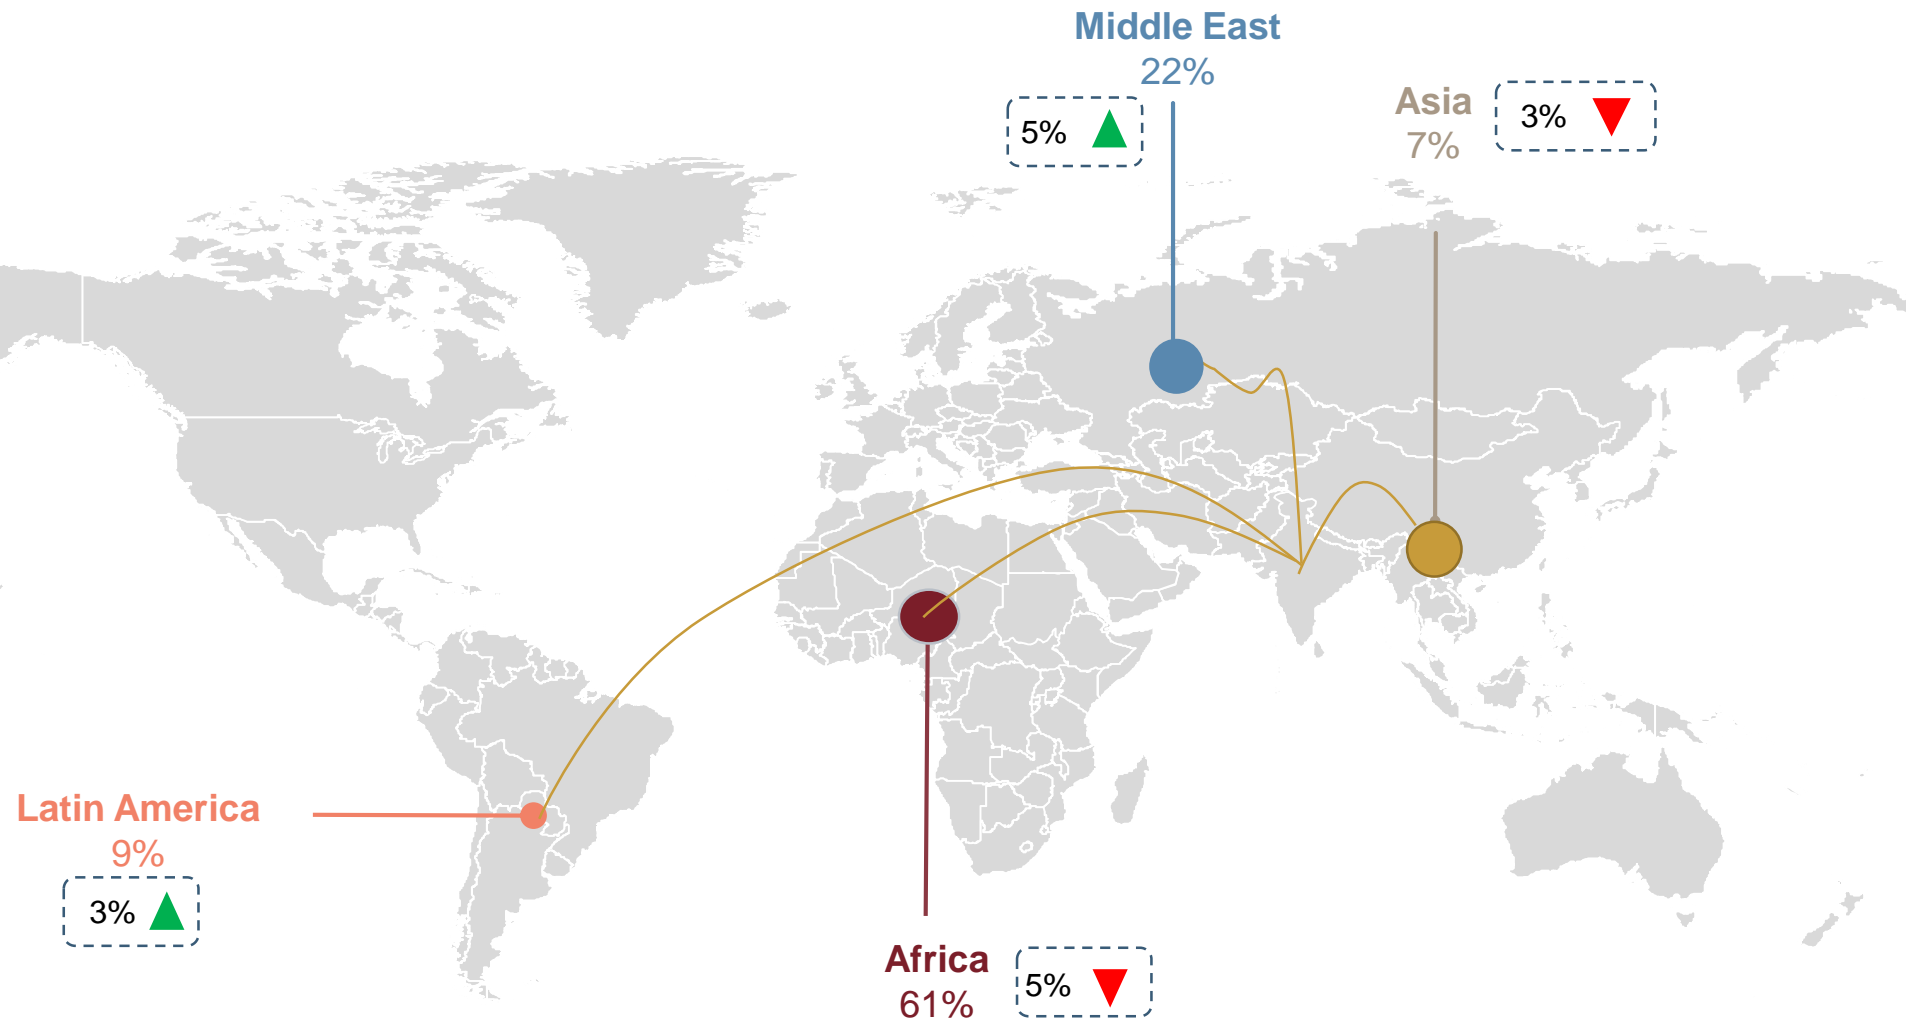 Middle East
22%
5%
Asia
7%
3%
Latin America
9%
3%
Africa
61%
5%